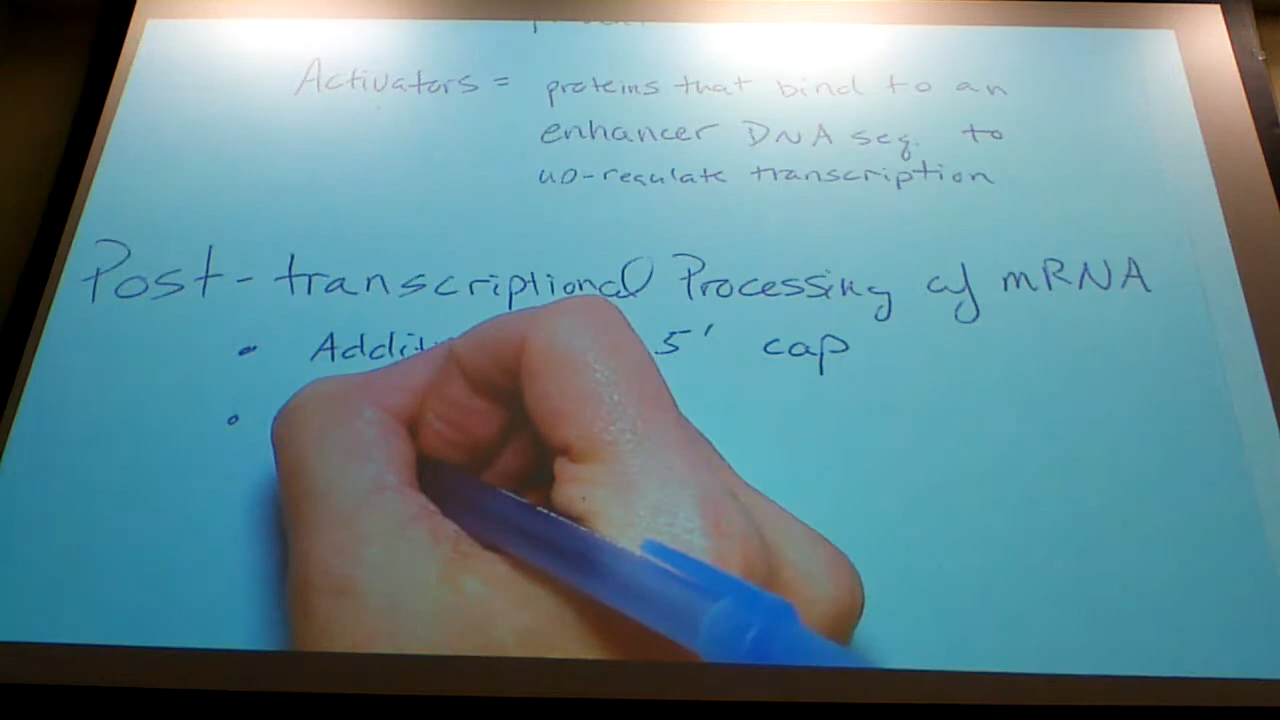 Activators = proteins that bind to an
enhancer DNA seq. to
up-regulate transcription
Post-transcriptional Processing of mRNA
• 5' cap
•